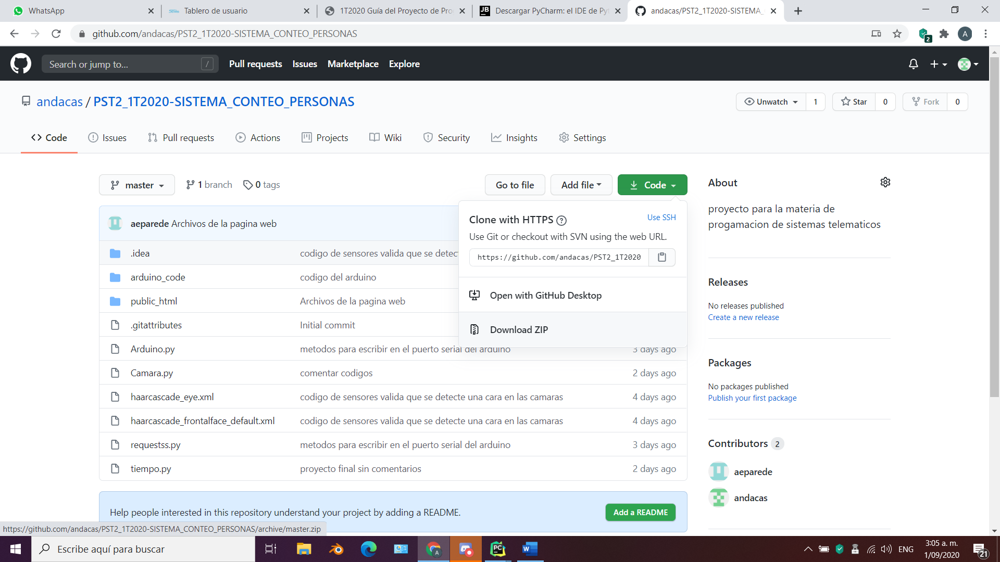 WhatsApp
Tablero de usuario
1T2020 Guía del Proyecto de Pro
Descargar PyCharm: el IDE de Py
andacas/PST2_1T2020-SISTEMA_
github.com/andacas/PST2_1T2020-SISTEMA_CONTEO_PERSONAS
2
A
Search or jump to...
/
Pull requests
Issues
Marketplace
Explore
andacas / PST2_1T2020-SISTEMA_CONTEO_PERSONAS
Unwatch 1
Star 0
Fork 0
Code
Issues
Pull requests
Actions
Projects
Wiki
Security
Insights
Settings
master
1 branch
0 tags
Go to file
Add file
Code
Clone with HTTPS ?
Use SSH
Use Git or checkout with SVN using the web URL.
https://github.com/andacas/PST2_1T2020
Open with GitHub Desktop
Download ZIP
aeparede Archivos de la pagina web
.idea codigo de sensores valida que se detect
arduino_code codigo del arduino
public_html Archivos de la pagina web
.gitattributes Initial commit
Arduino.py metodos para escribir en el puerto serial del arduino 3 days ago
Camara.py comentar codigos 2 days ago
haarcascade_eye.xml codigo de sensores valida que se detecte una cara en las camaras 4 days ago
haarcascade_frontalface_default.xml codigo de sensores valida que se detecte una cara en las camaras 4 days ago
requestss.py metodos para escribir en el puerto serial del arduino 3 days ago
tiempo.py proyecto final sin comentarios 2 days ago
Help people interested in this repository understand your project by adding a README.
Add a README
About
proyecto para la materia de
progamacion de sistemas telematicos
Releases
No releases published
Create a new release
Packages
No packages published
Publish your first package
Contributors 2
aeparede
andacas
https://github.com/andacas/PST2_1T2020-SISTEMA_CONTEO_PERSONAS/archive/master.zip
Escribe aquí para buscar
ENG
3:05 a. m.
1/09/2020
21